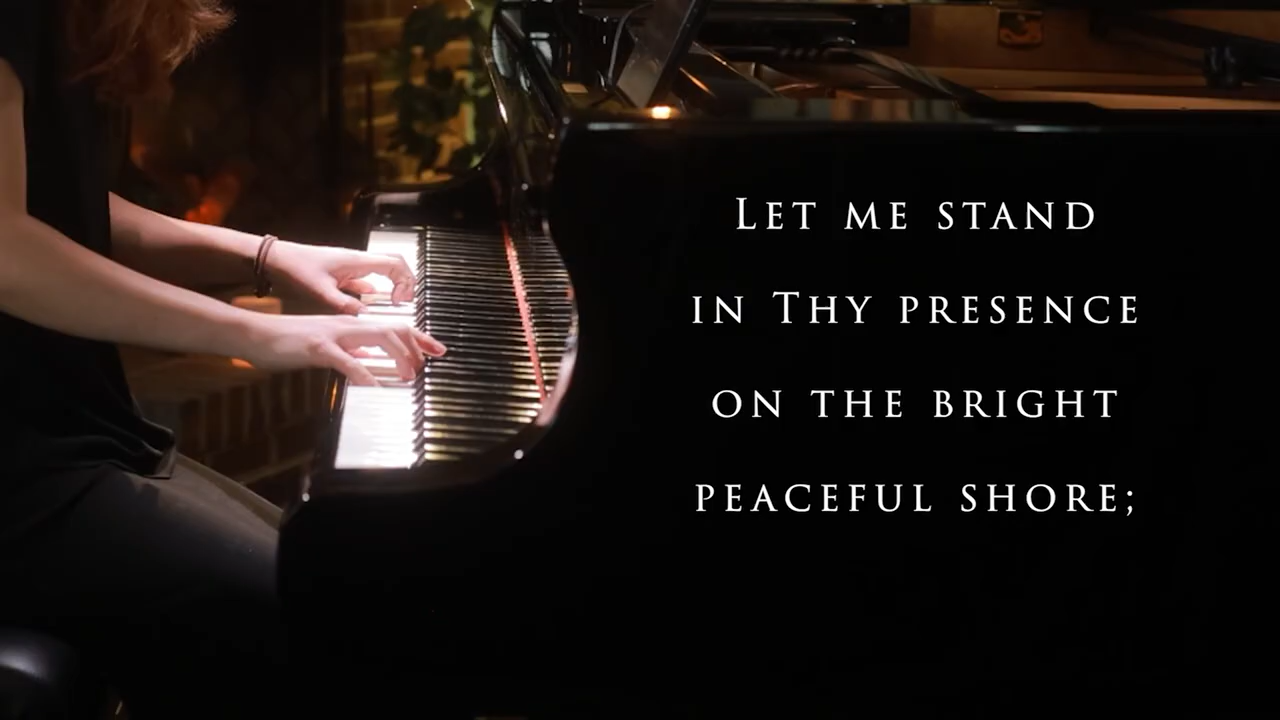 Let me stand
in Thy presence
on the bright
peaceful shore;